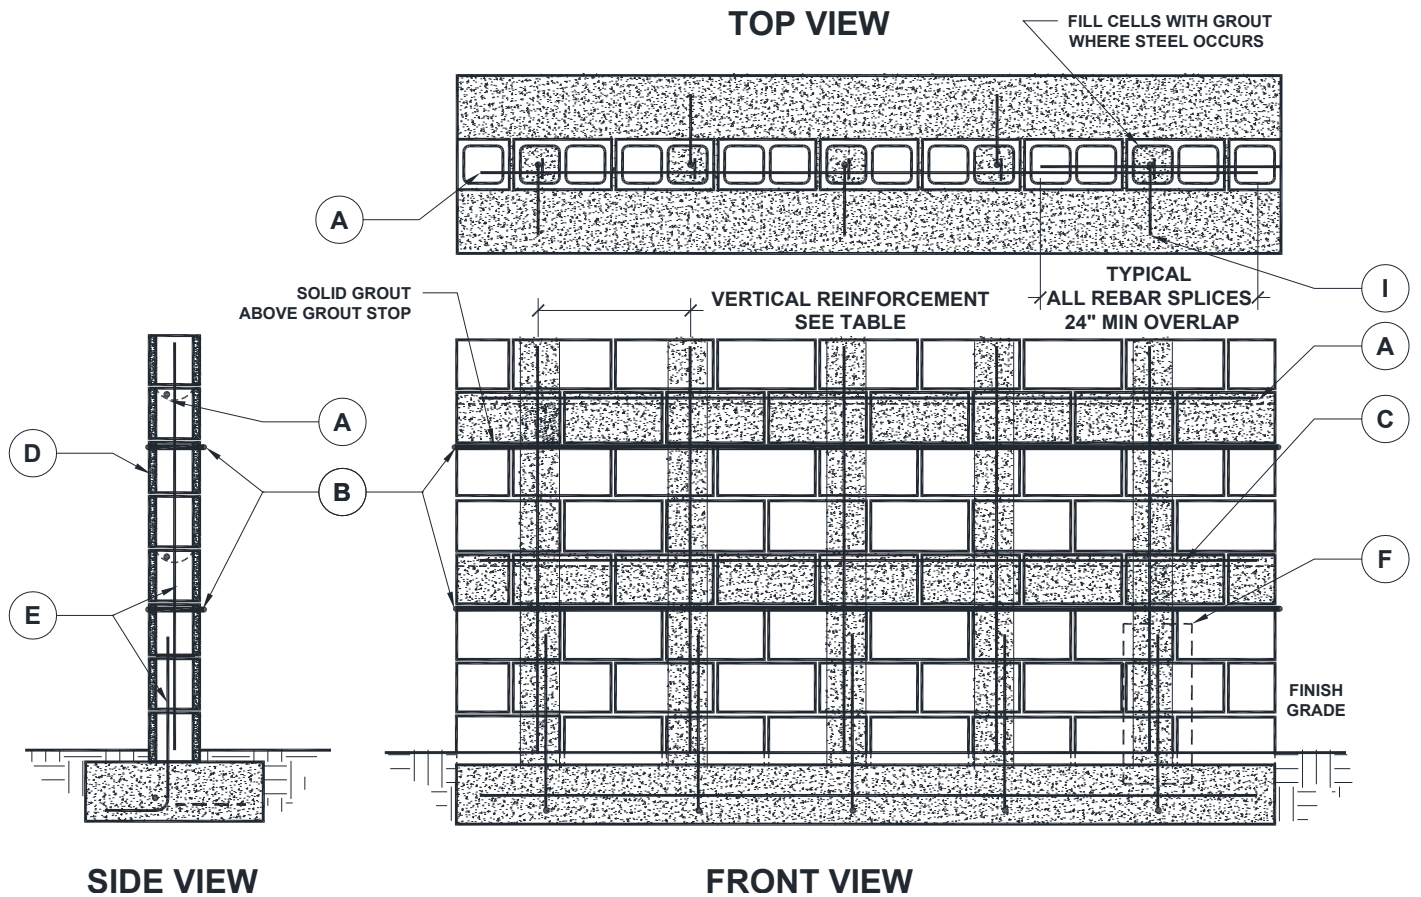 TOP VIEW
FILL CELLS WITH GROUT
WHERE STEEL OCCURS
A
I
SOLID GROUT
ABOVE GROUT STOP
VERTICAL REINFORCEMENT
SEE TABLE
TYPICAL
ALL REBAR SPLICES
24" MIN OVERLAP
A
A
C
D
B
F
E
FINISH
GRADE
SIDE VIEW
FRONT VIEW